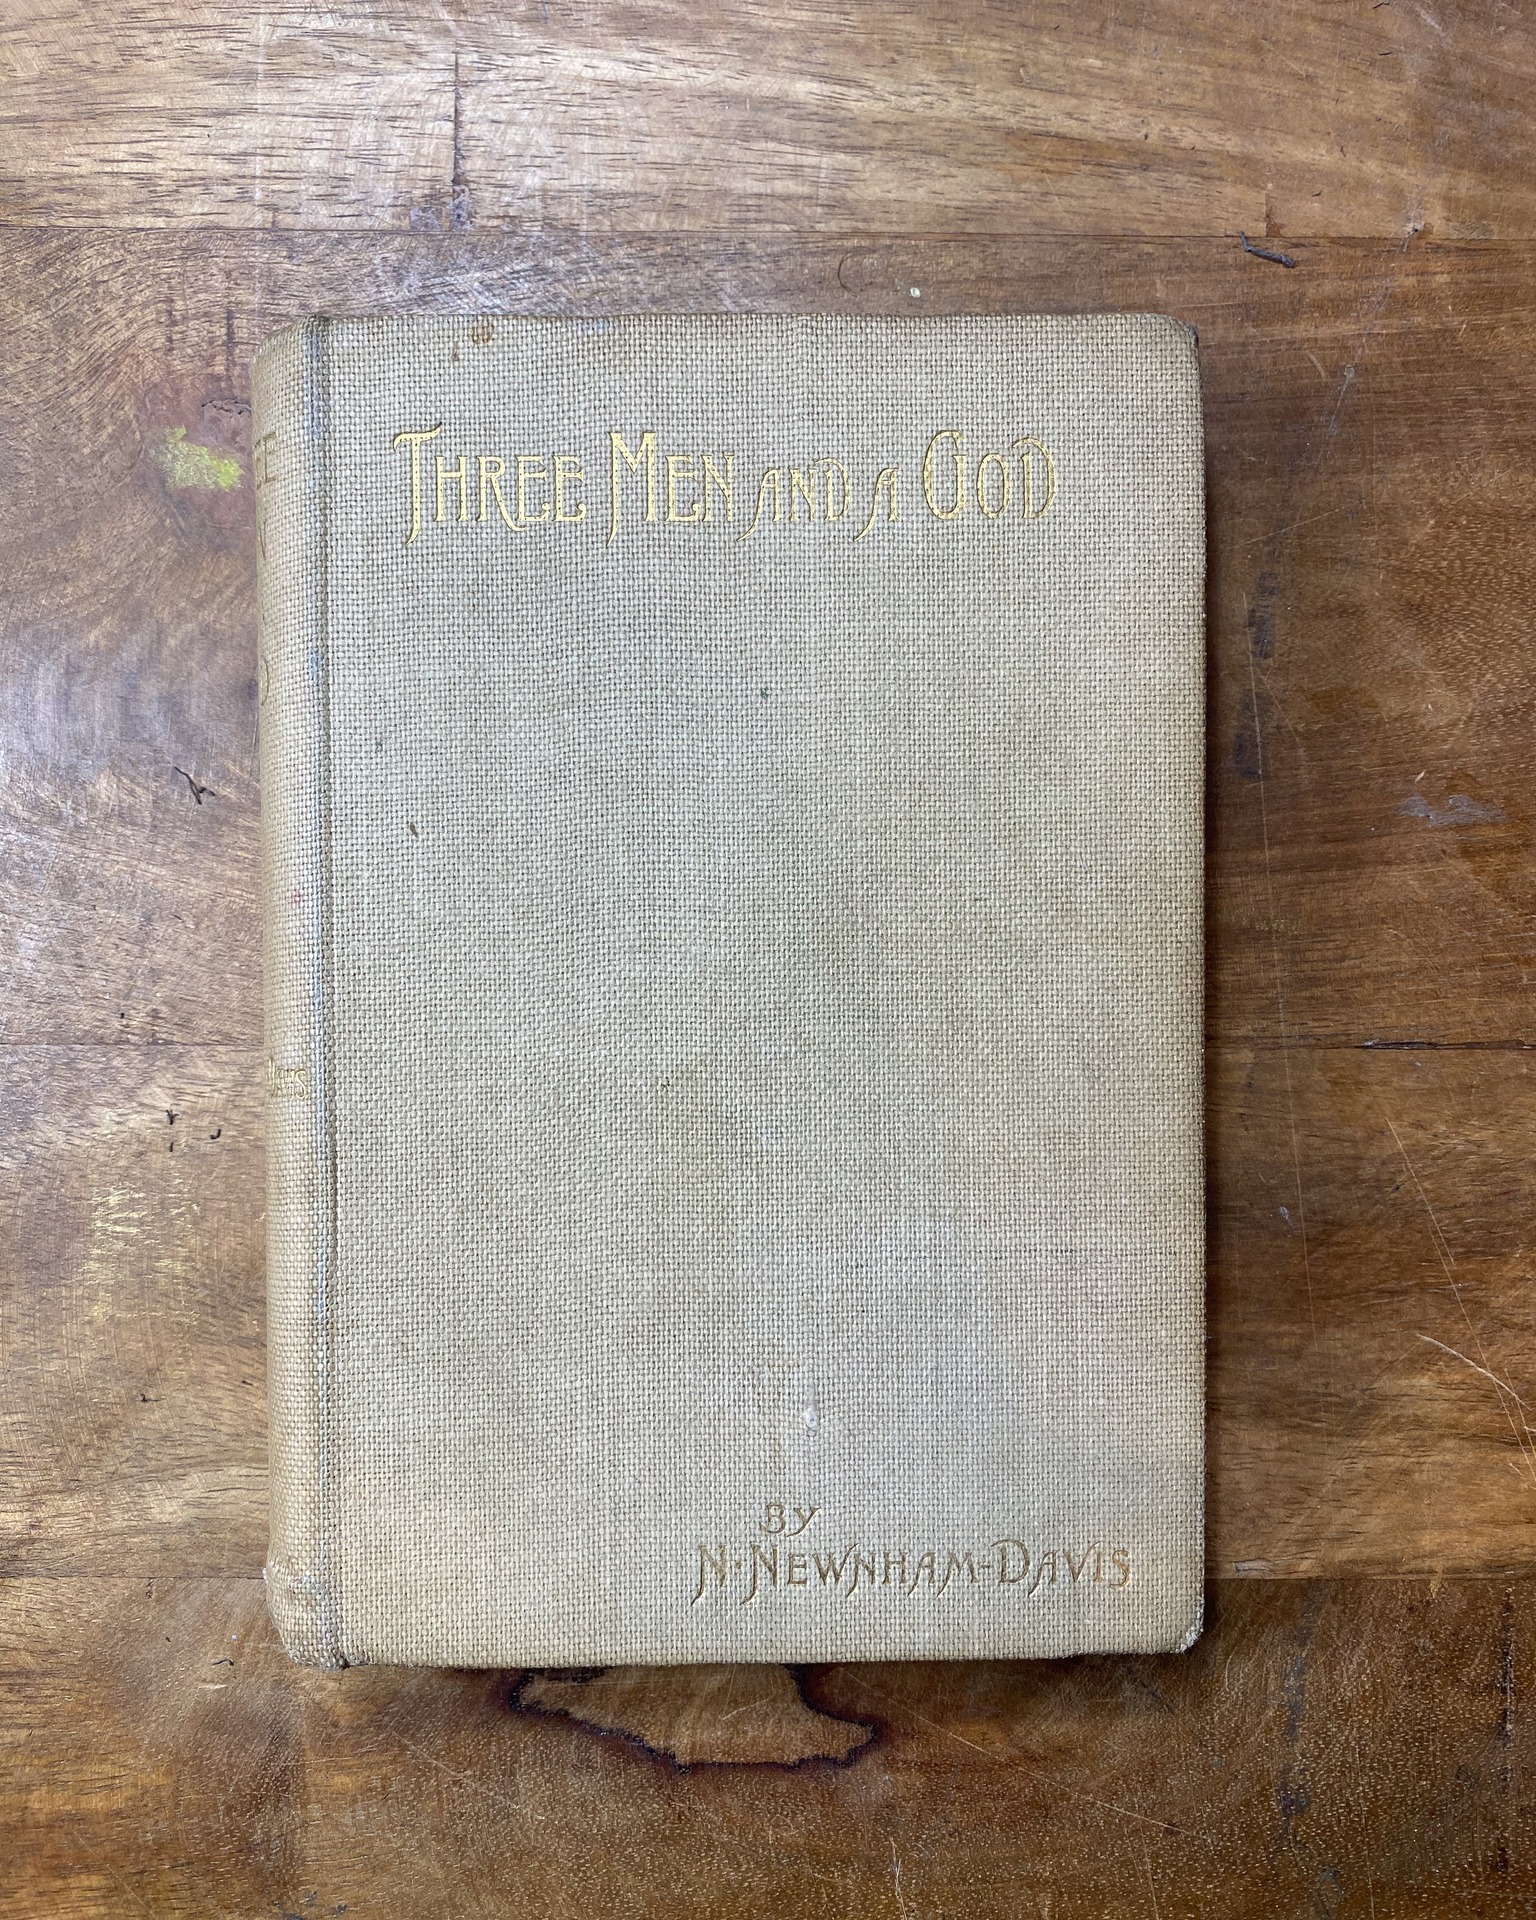 THREE MEN AND A GOD
BY
N·NEWNHAM-DAVIS